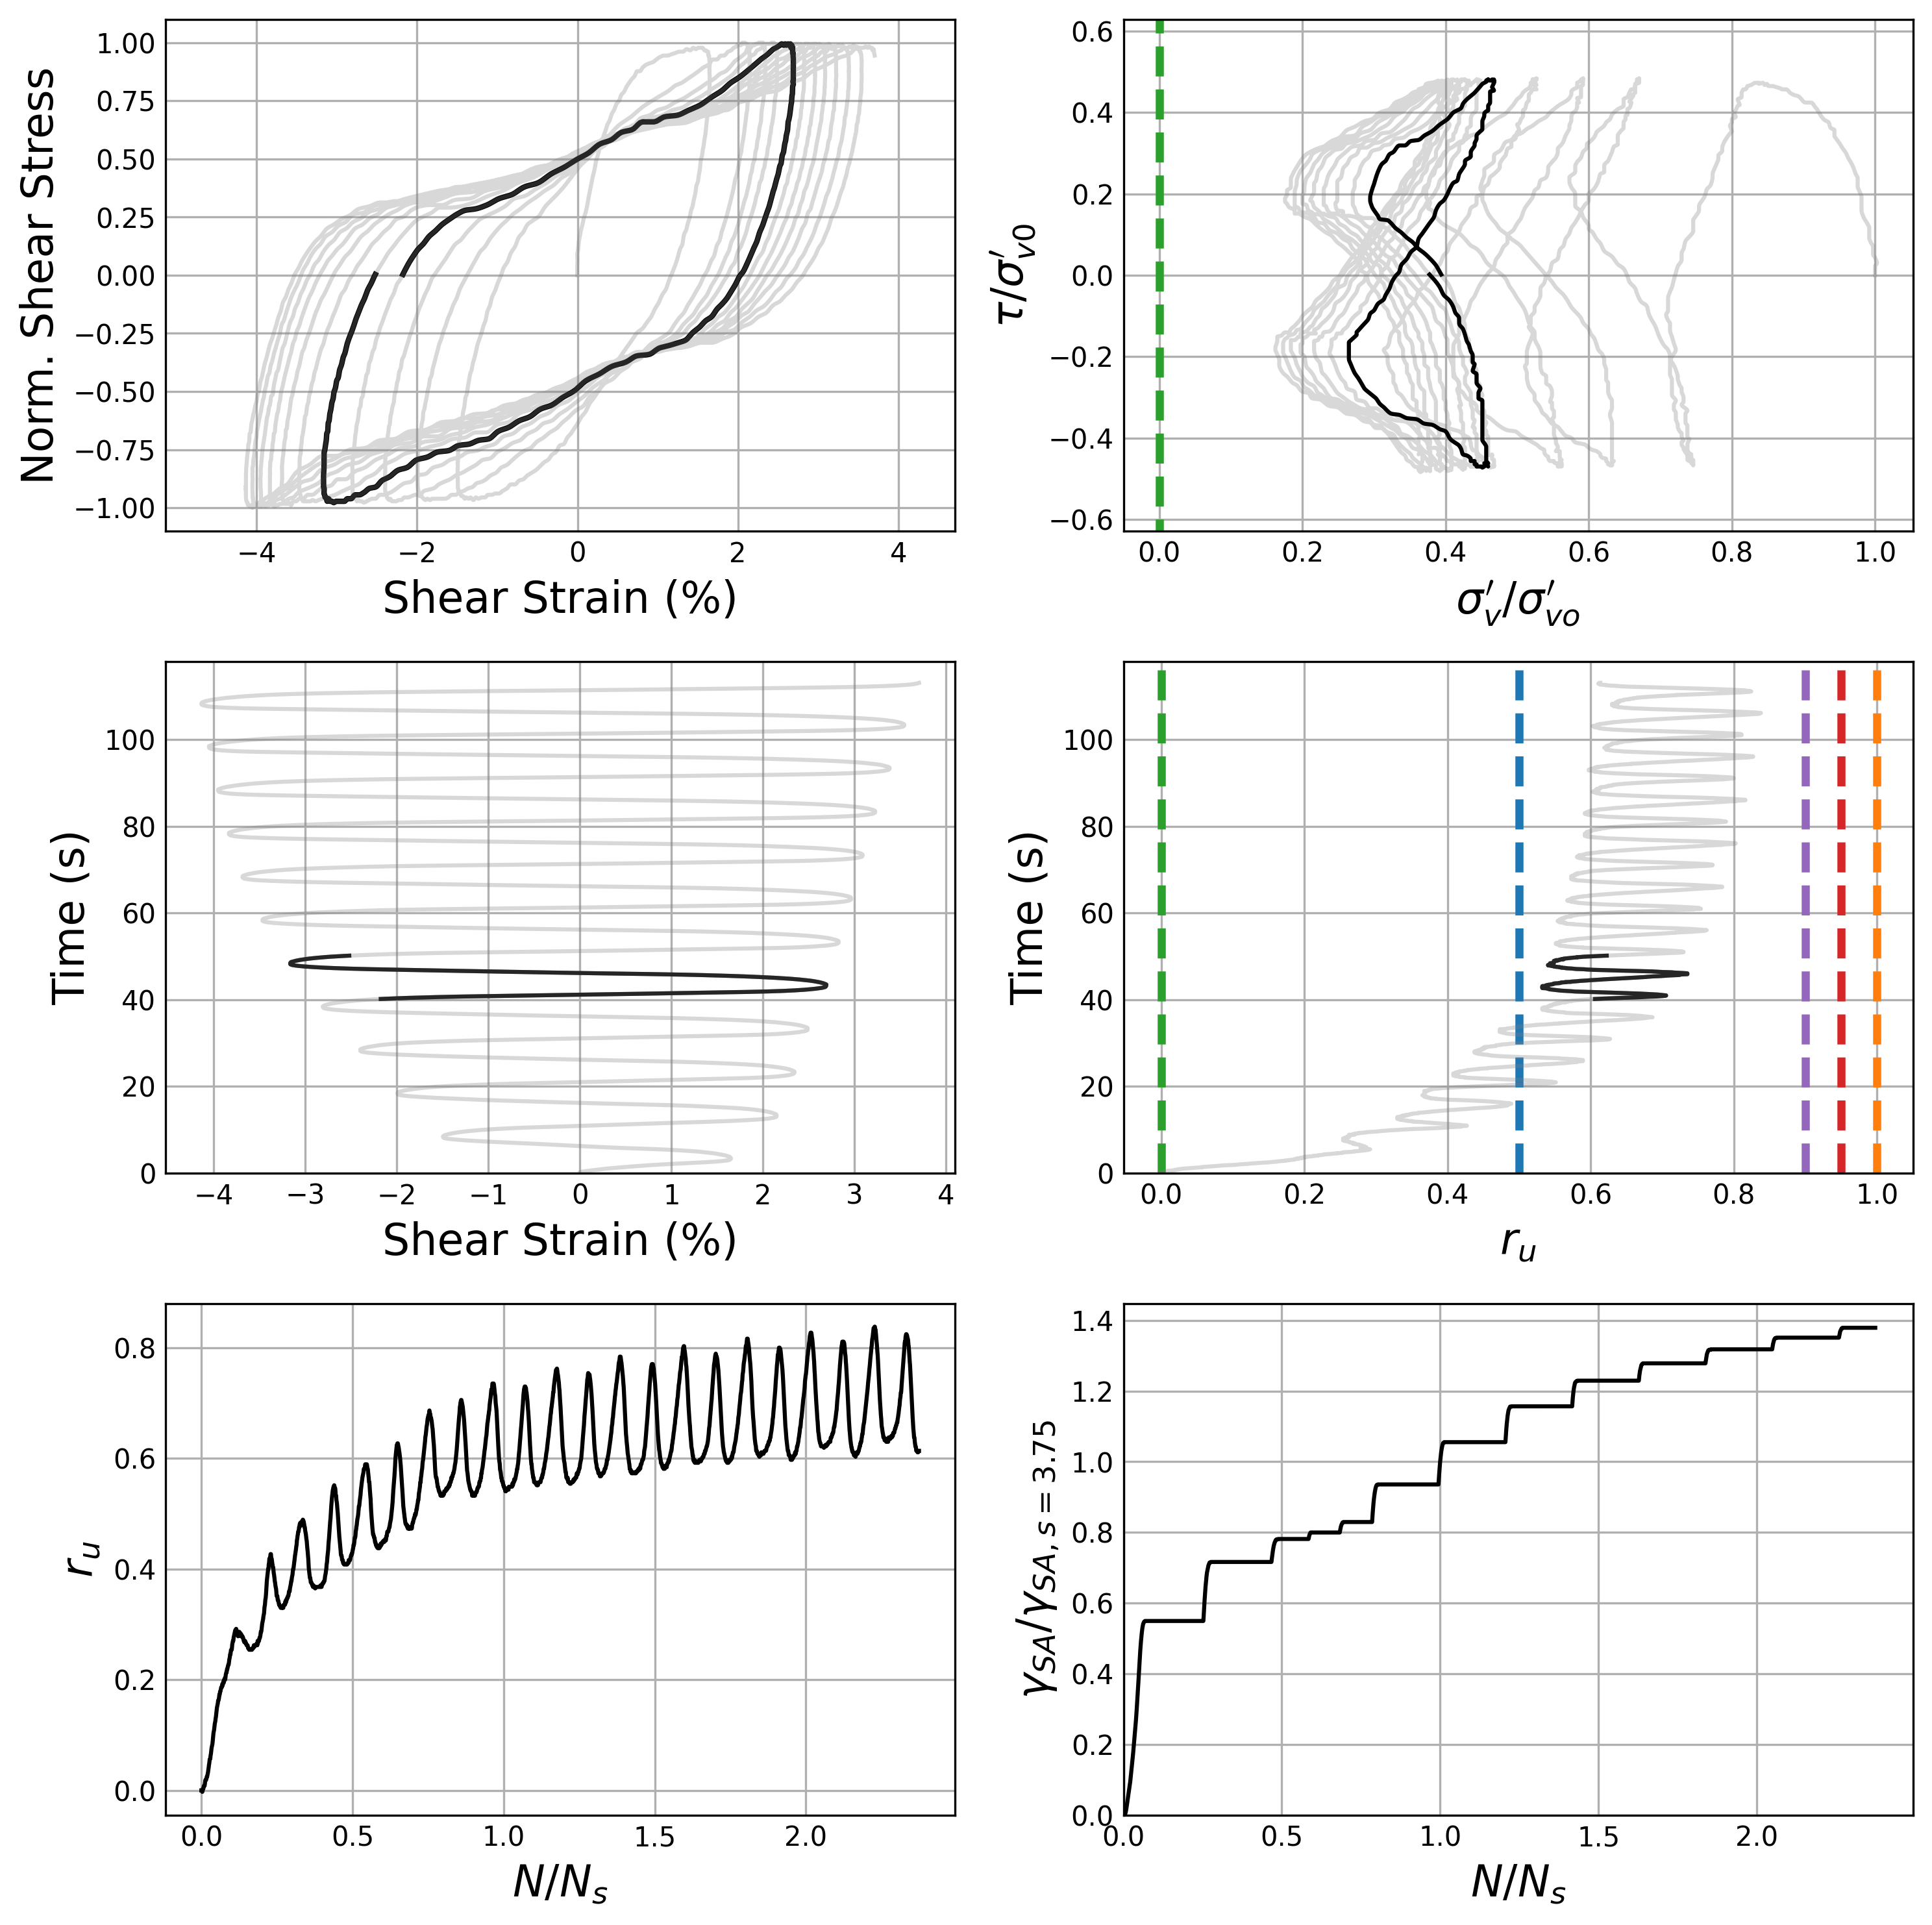 1.00
0.75
0.50
0.25
0.00
−0.25
−0.50
−0.75
−1.00
Norm. Shear Stress
−4 −2 0 2 4
Shear Strain (%)
0.6
0.4
0.2
0.0
−0.2
−0.4
−0.6
τ/σ′v0
0.0 0.2 0.4 0.6 0.8 1.0
σ′v/σ′vo
100
80
60
40
20
0
Time (s)
−4 −3 −2 −1 0 1 2 3 4
Shear Strain (%)
100
80
60
40
20
0
Time (s)
0.0 0.2 0.4 0.6 0.8 1.0
ru
0.8
0.6
0.4
0.2
0.0
ru
0.0 0.5 1.0 1.5 2.0
N/Ns
1.4
1.2
1.0
0.8
0.6
0.4
0.2
0.0
γSA/γSA, s = 3.75
0.0 0.5 1.0 1.5 2.0
N/Ns